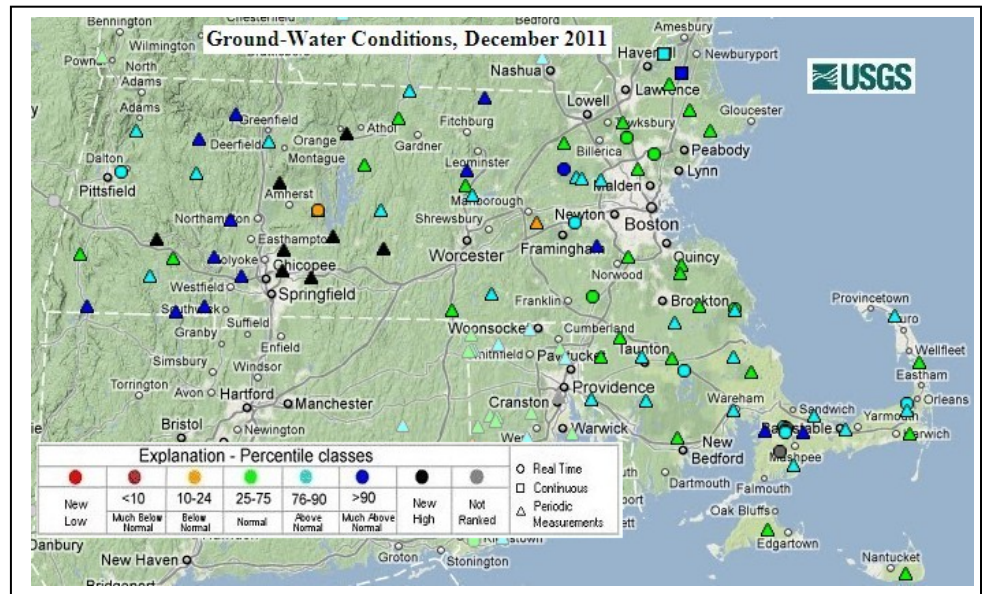 Ground-Water Conditions, December 2011
USGS
Bennington
Wilmington
Pownal
North
Adams
Adams
Dalton
Pittsfield
Greenfield
Deerfield
Orange
Athol
Montague
Gardner
Fitchburg
Leominster
Amherst
Northampton
Easthampton
Holyoke
Chicopee
Westfield
Springfield
Southwick
Granby
Suffield
Enfield
Simsbury
Windsor
Torrington
Avon
Hartford
Manchester
Bristol
Newington
Nashua
Bedford
Amesbury
Haverhill
Newburyport
Lawrence
Lowell
Tewksbury
Gloucester
Billerica
Peabody
Lynn
Malden
Marlborough
Shrewsbury
Newton
Boston
Framingham
Worcester
Quincy
Norwood
Franklin
Brockton
Woonsocket
Cumberland
Smithfield
Pawtucket
Taunton
Providence
Cranston
Warwick
Provincetown
Truro
Wellfleet
Eastham
Orleans
Wareham
Sandwich
Yarmouth
Barnstable
Harwich
Mashpee
New
Bedford
Dartmouth
Falmouth
Oak Bluffs
Edgartown
Nantucket
Explanation - Percentile classes
<10 10-24 25-75 76-90 >90
New Low
Much Below Normal
Below Normal
Normal
Above Normal
Much Above Normal
New High
Not Ranked
Real Time
Continuous
Periodic
Measurements
Danbury
New Haven
Bridgeport
Groton
Stonington